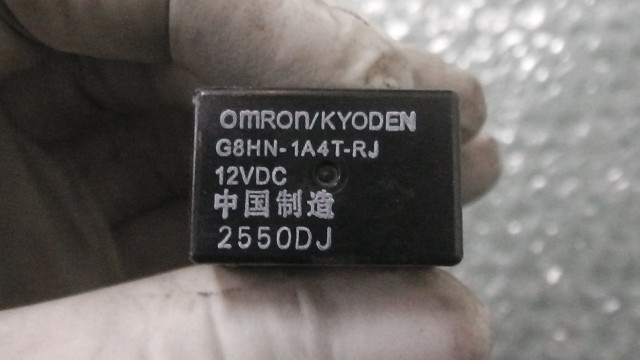 omron/KYODEN
G8HN-1A4T-RJ
12VDC
中国制造
2550DJ